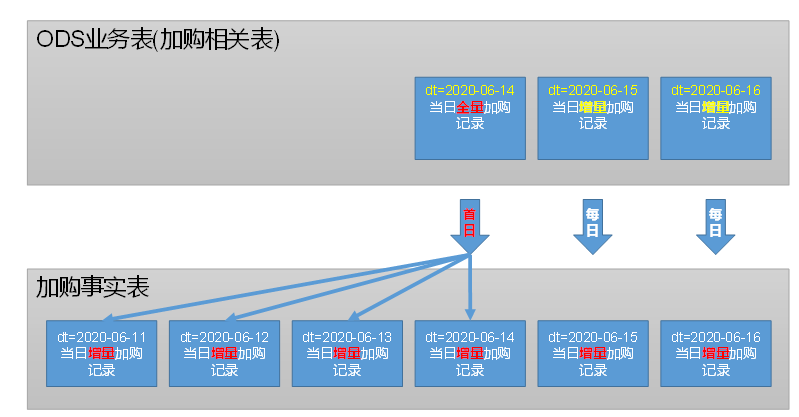 ODS业务表(加购相关表)
dt=2020-06-14
当日全量加购
记录
dt=2020-06-15
当日增量加购
记录
dt=2020-06-16
当日增量加购
记录
首
日
每
日
每
日
加购事实表
dt=2020-06-11
当日增量加购
记录
dt=2020-06-12
当日增量加购
记录
dt=2020-06-13
当日增量加购
记录
dt=2020-06-14
当日增量加购
记录
dt=2020-06-15
当日增量加购
记录
dt=2020-06-16
当日增量加购
记录